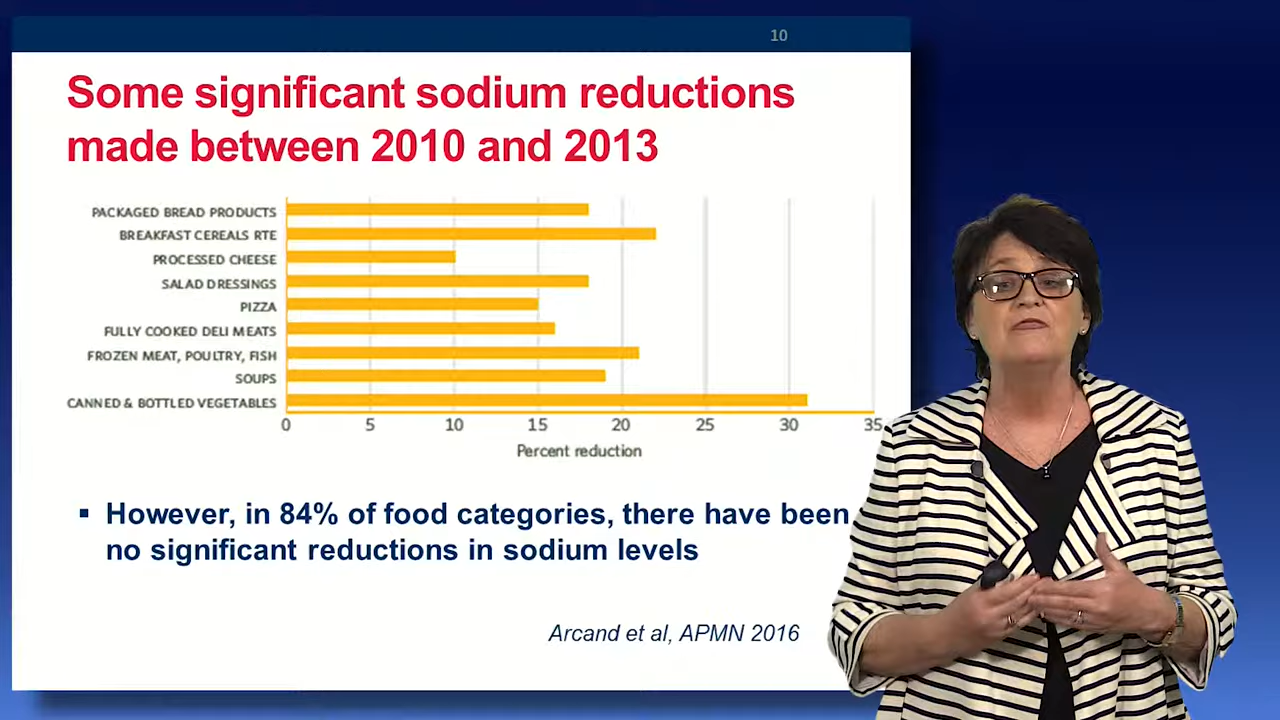 10
Some significant sodium reductions
made between 2010 and 2013
PACKAGED BREAD PRODUCTS
BREAKFAST CEREALS RTE
PROCESSED CHEESE
SALAD DRESSINGS
PIZZA
FULLY COOKED DELI MEATS
FROZEN MEAT, POULTRY, FISH
SOUPS
CANNED & BOTTLED VEGETABLES
0 5 10 15 20 25 30 35
Percent reduction
▪ However, in 84% of food categories, there have been
no significant reductions in sodium levels
Arcand et al, APMN 2016